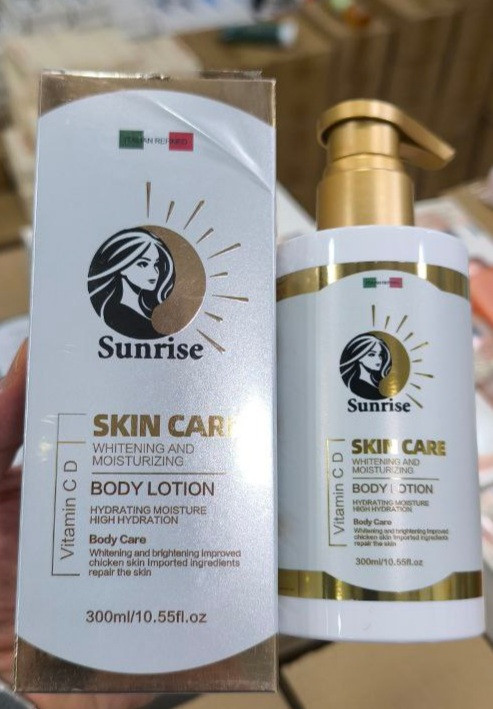 Sunrise
SKIN CARE
WHITENING AND
MOISTURIZING
Vitamin C D
BODY LOTION
HYDRATING MOISTURE
HIGH HYDRATION
Body Care
Whitening and brightening improved
chicken skin Imported ingredients
repair the skin
300ml/10.55fl.oz
Sunrise
SKIN CARE
WHITENING AND
MOISTURIZING
Vitamin C D
BODY LOTION
HYDRATING MOISTURE
HIGH HYDRATION
Body Care
Whitening and brightening improved
chicken skin Imported ingredients
repair the skin
300ml/10.55fl.oz